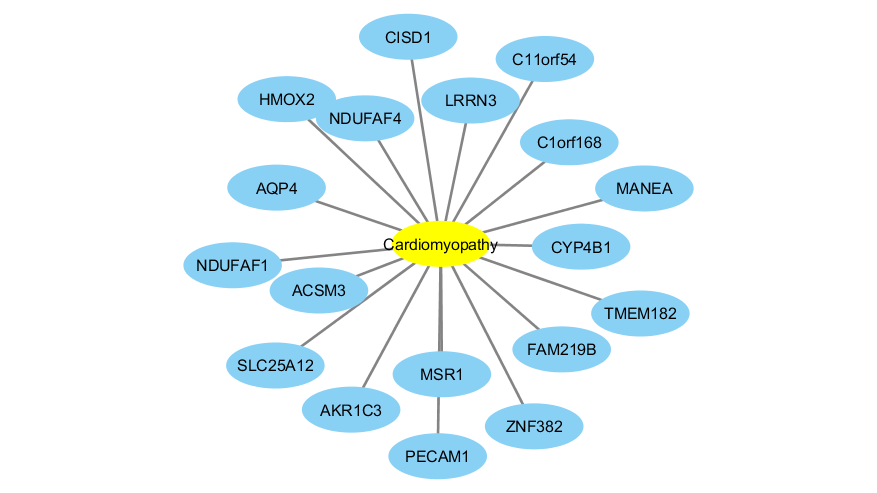 CISD1
C11orf54
HMOX2
LRRN3
NDUFAF4
C1orf168
AQP4
MANEA
Cardiomyopathy
CYP4B1
NDUFAF1
ACSM3
TMEM182
FAM219B
SLC25A12
MSR1
AKR1C3
ZNF382
PECAM1